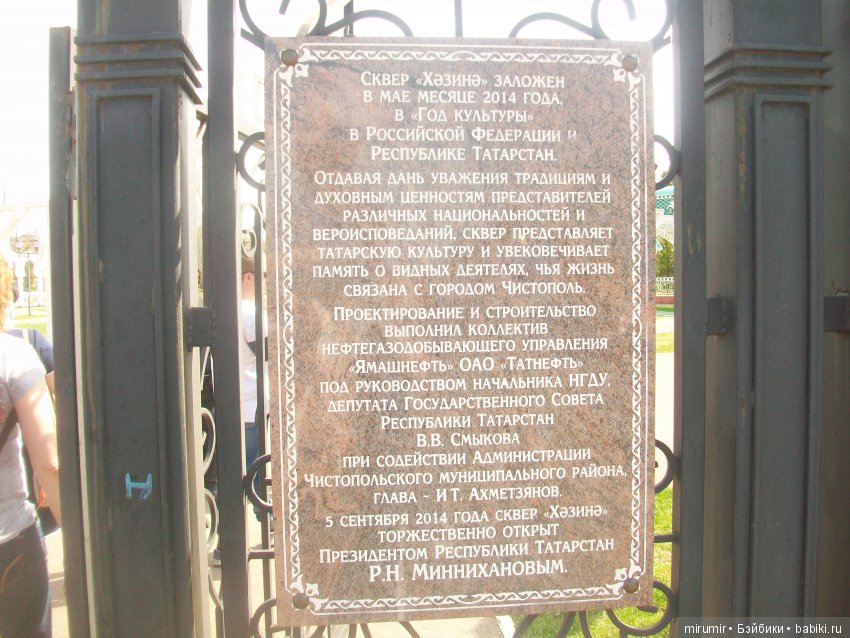 Сквер «Хәзинә» заложен
в мае месяце 2014 года,
в «Год культуры»
в Российской Федерации и
Республике Татарстан.
Отдавая дань уважения традициям и
духовным ценностям представителей
различных национальностей и
вероисповеданий, сквер представляет
татарскую культуру и увековечивает
память о видных деятелях, чья жизнь
связана с городом Чистополь.
Проектирование и строительство
выполнил коллектив
нефтегазодобывающего управления
«Ямашнефть» ОАО «Татнефть»
под руководством начальника НГДУ,
депутата Государственного Совета
Республики Татарстан
В.В. Смыкова
при содействии Администрации
Чистопольского муниципального района,
глава - И Т. Ахметзянов.
5 сентября 2014 года сквер «Хәзинә»
торжественно открыт
Президентом Республики Татарстан
Р.Н. Миннихановым.
mirumir • Бэйбики • babiki.ru